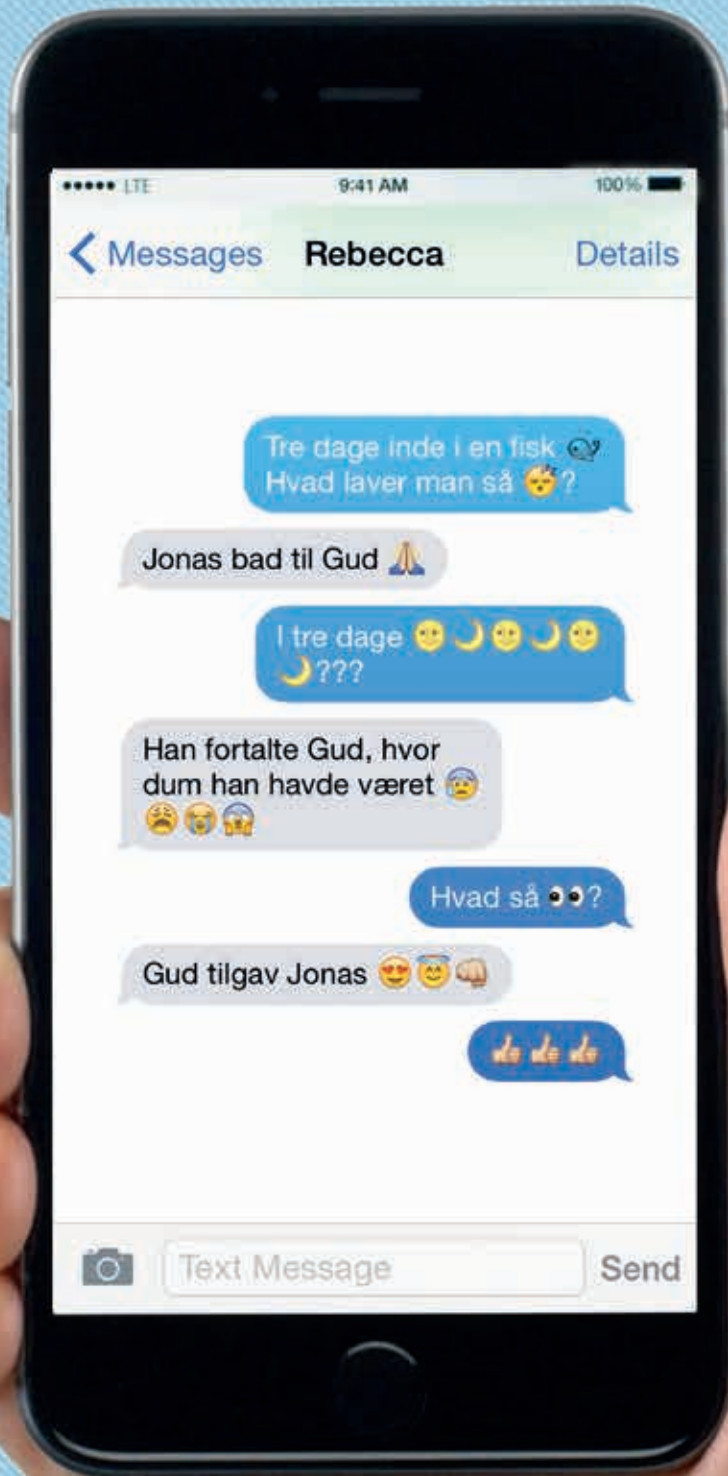 LTE 9:41 AM 100%
Messages Rebecca Details
Tre dage inde i en fisk 🐳
Hvad laver man så 😴?
Jonas bad til Gud 🙏
I tre dage 🌝🌙🌝🌙🌝
🌙???
Han fortalte Gud, hvor
dum han havde været 😰
😩😭😱
Hvad så 👀?
Gud tilgav Jonas 😍😇👊
👍👍👍
Text Message Send